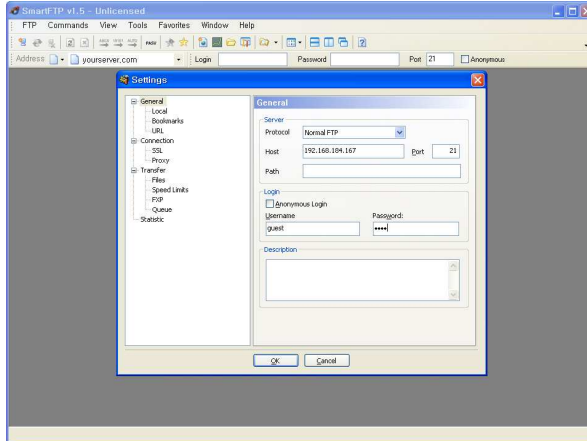 SmartFTP v1.5 - Unlicensed
FTP Commands View Tools Favorites Window Help
Address yourserver.com Login Password Port 21 Anonymous
Settings
General
Local
Bookmarks
URL
Connection
SSL
Proxy
Transfer
Files
Speed Limits
FXP
Queue
Statistic
General
Server
Protocol Normal FTP
Host 192.168.184.167 Port 21
Path
Login
Anonymous Login
Username Password:
guest ••••
Description
OK Cancel